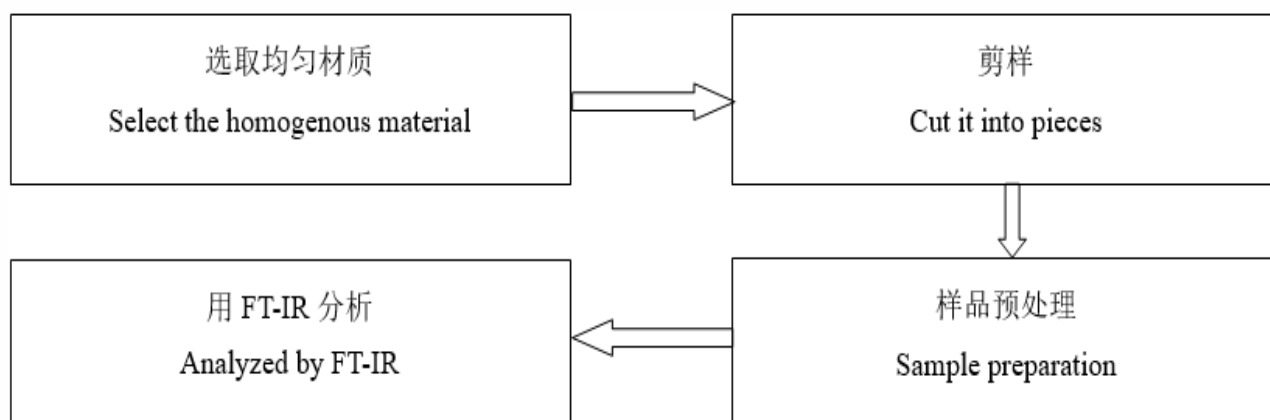 选取均匀材质
Select the homogenous material
剪样
Cut it into pieces
样品预处理
Sample preparation
用 FT-IR 分析
Analyzed by FT-IR